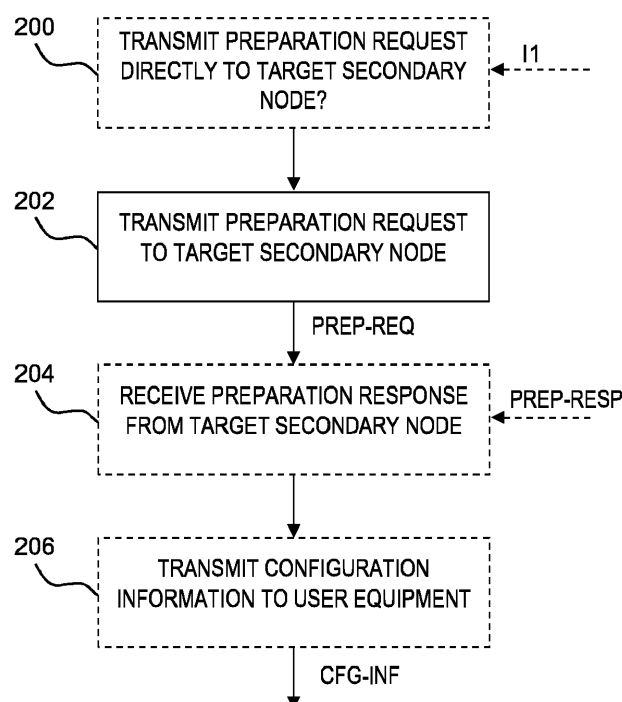 200
TRANSMIT PREPARATION REQUEST
DIRECTLY TO TARGET SECONDARY
NODE?
I1
202
TRANSMIT PREPARATION REQUEST
TO TARGET SECONDARY NODE
PREP-REQ
204
RECEIVE PREPARATION RESPONSE
FROM TARGET SECONDARY NODE
PREP-RESP
206
TRANSMIT CONFIGURATION
INFORMATION TO USER EQUIPMENT
CFG-INF